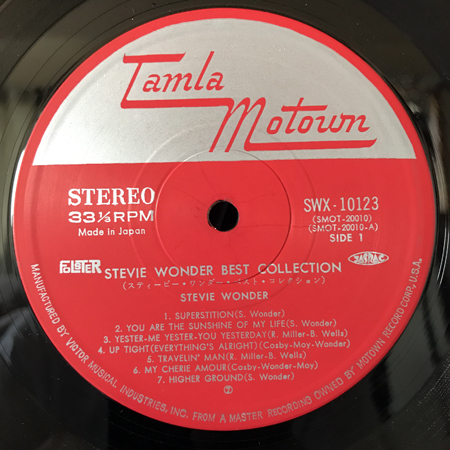 Tamla
Motown
STEREO
33⅓RPM
Made in Japan
SWX-10123
(SMOT-20010)
(SMOT-20010-A)
SIDE 1
FOLSTER
STEVIE WONDER BEST COLLECTION
JASRAC
(スティービー・ワンダー・ベスト・コレクション)
STEVIE WONDER
1. SUPERSTITION(S. Wonder)
2. YOU ARE THE SUNSHINE OF MY LIFE(S. Wonder)
3. YESTER-ME YESTER-YOU YESTERDAY(R. Miller-B. Wells)
4. UP TIGHT(EVERYTHING'S ALRIGHT)(Cosby-Moy-Wonder)
5. TRAVELIN' MAN(R. Miller-B. Wells)
6. MY CHERIE AMOUR(Cosby-Wonder-Moy)
7. HIGHER GROUND(S. Wonder)
MANUFACTURED BY VICTOR MUSICAL INDUSTRIES, INC. FROM A MASTER RECORDING OWNED BY MOTOWN RECORD CORP., U.S.A.